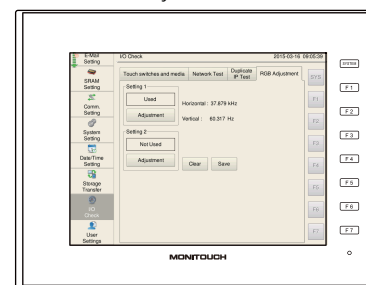 E-Mail
Setting
I/O Check
2015-03-16 09:05:39
SRAM
Setting
Comm.
Setting
System
Setting
Date/Time
Setting
Storage
Transfer
I/O
Check
User
Settings
Touch switches and media
Network Test
Duplicate
IP Test
RGB Adjustment
Setting 1
Used
Adjustment
Horizontal : 37.879 kHz
Vertical : 60.317 Hz
Setting 2
Not Used
Adjustment
Clear
Save
SYS
F1
F2
F3
F4
F5
F6
F7
SYSTEM
F 1
F 2
F 3
F 4
F 5
F 6
F 7
MONITOUCH